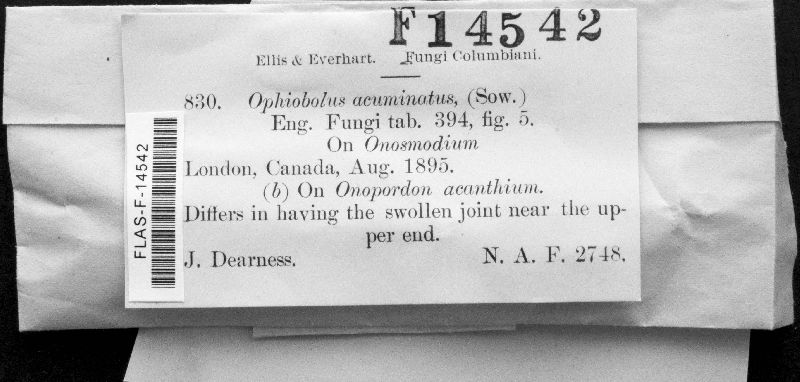 F14542
Ellis & Everhart. Fungi Columbiani.
830. Ophiobolus acuminatus, (Sow.)
Eng. Fungi tab. 394, fig. 5.
On Onosmodium
London, Canada, Aug. 1895.
(b) On Onopordon acanthium.
Differs in having the swollen joint near the up-
per end.
J. Dearness. N. A. F. 2748.
FLAS-F-14542